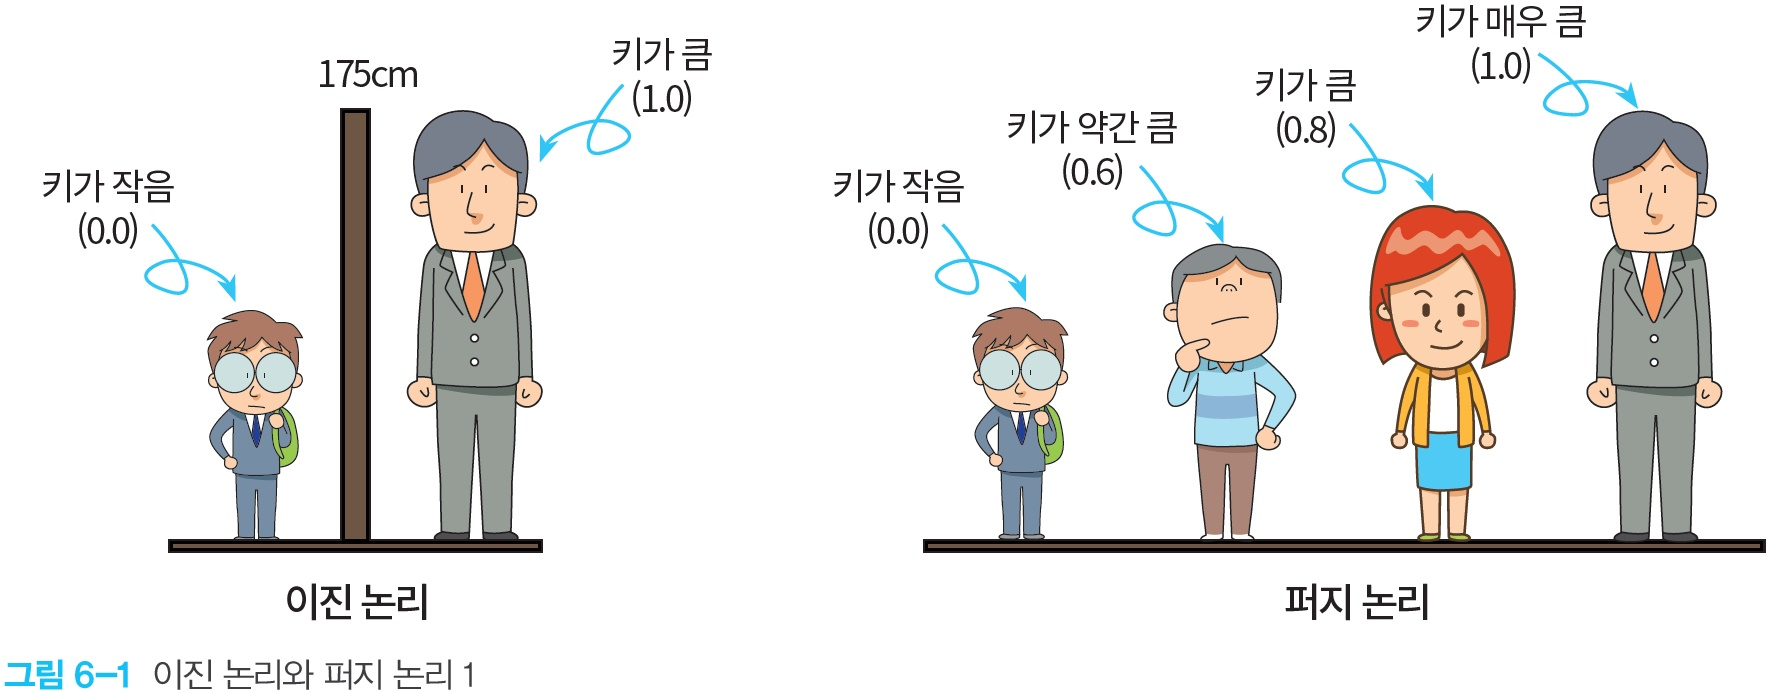 175cm
키가 작음
(0.0)
키가 큼
(1.0)
이진 논리
키가 작음
(0.0)
키가 약간 큼
(0.6)
키가 큼
(0.8)
키가 매우 큼
(1.0)
퍼지 논리
그림 6-1 이진 논리와 퍼지 논리 1